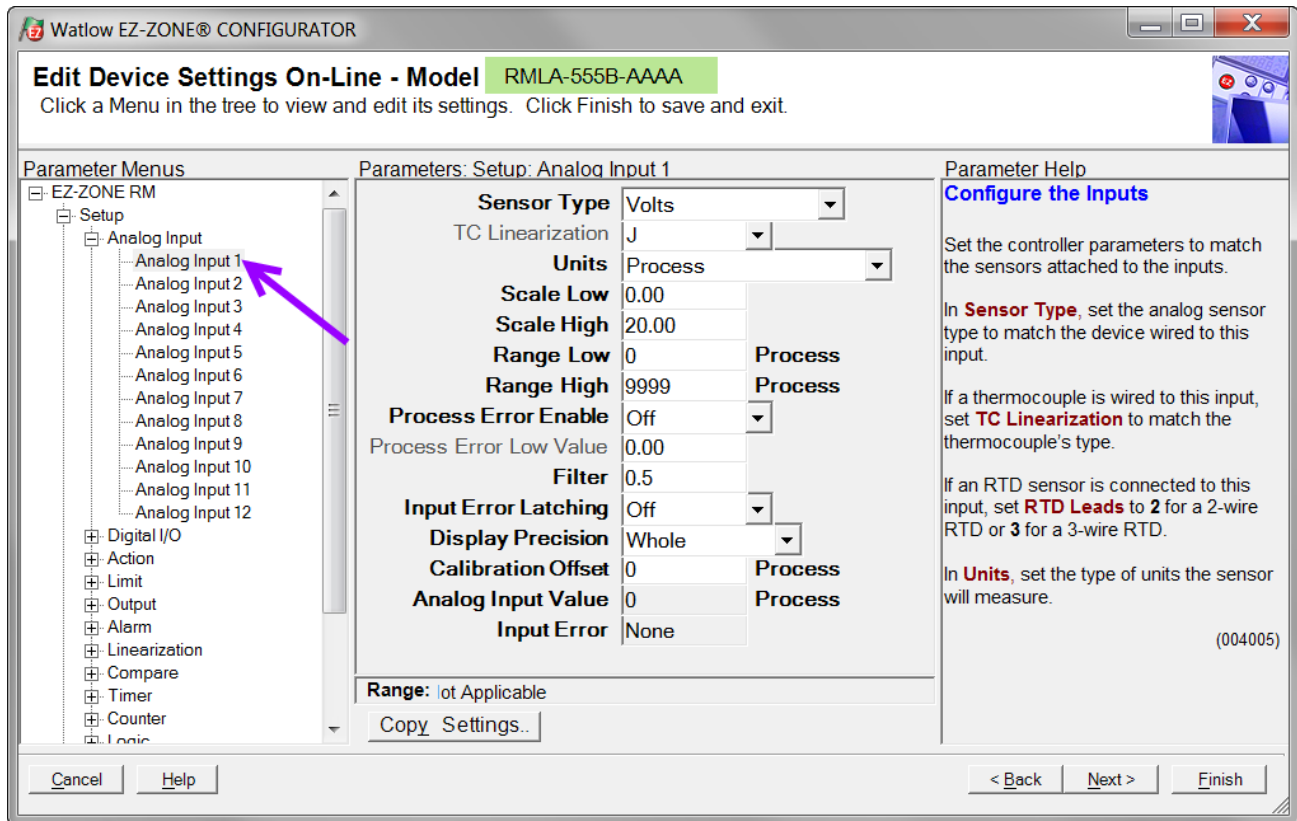 Watlow EZ-ZONE® CONFIGURATOR
Edit Device Settings On-Line - Model RMLA-555B-AAAA
Click a Menu in the tree to view and edit its settings. Click Finish to save and exit.
Parameter Menus
EZ-ZONE RM
Setup
Analog Input
Analog Input 1
Analog Input 2
Analog Input 3
Analog Input 4
Analog Input 5
Analog Input 6
Analog Input 7
Analog Input 8
Analog Input 9
Analog Input 10
Analog Input 11
Analog Input 12
Digital I/O
Action
Limit
Output
Alarm
Linearization
Compare
Timer
Counter
Logic
Parameters: Setup: Analog Input 1
Sensor Type Volts
TC Linearization J
Units Process
Scale Low 0.00
Scale High 20.00
Range Low 0 Process
Range High 9999 Process
Process Error Enable Off
Process Error Low Value 0.00
Filter 0.5
Input Error Latching Off
Display Precision Whole
Calibration Offset 0 Process
Analog Input Value 0 Process
Input Error None
Range: ot Applicable
Copy Settings..
Parameter Help
Configure the Inputs
Set the controller parameters to match
the sensors attached to the inputs.
In Sensor Type, set the analog sensor
type to match the device wired to this
input.
If a thermocouple is wired to this input,
set TC Linearization to match the
thermocouple's type.
If an RTD sensor is connected to this
input, set RTD Leads to 2 for a 2-wire
RTD or 3 for a 3-wire RTD.
In Units, set the type of units the sensor
will measure.
(004005)
Cancel Help < Back Next > Finish